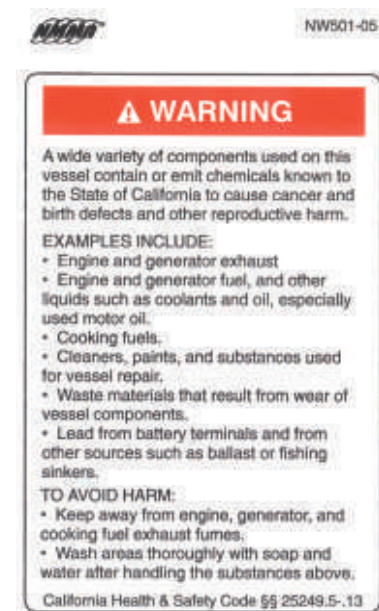 NMMA
NW501-05
⚠ WARNING
A wide variety of components used on this
vessel contain or emit chemicals known to
the State of California to cause cancer and
birth defects and other reproductive harm.
EXAMPLES INCLUDE:
• Engine and generator exhaust
• Engine and generator fuel, and other
liquids such as coolants and oil, especially
used motor oil.
• Cooking fuels.
• Cleaners, paints, and substances used
for vessel repair.
• Waste materials that result from wear of
vessel components.
• Lead from battery terminals and from
other sources such as ballast or fishing
sinkers.
TO AVOID HARM:
• Keep away from engine, generator, and
cooking fuel exhaust fumes.
• Wash areas thoroughly with soap and
water after handling the substances above.
California Health & Safety Code §§ 25249.5-.13